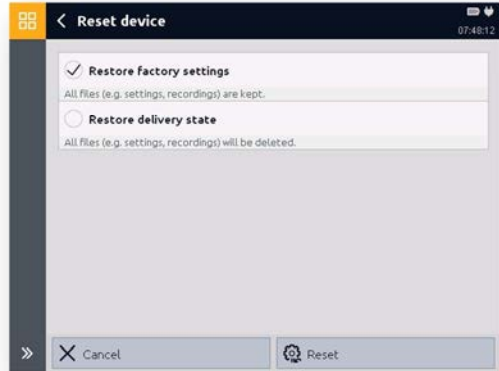 Reset device
07:48:12
Restore factory settings
All files (e.g. settings, recordings) are kept.
Restore delivery state
All files (e.g. settings, recordings) will be deleted.
Cancel
Reset